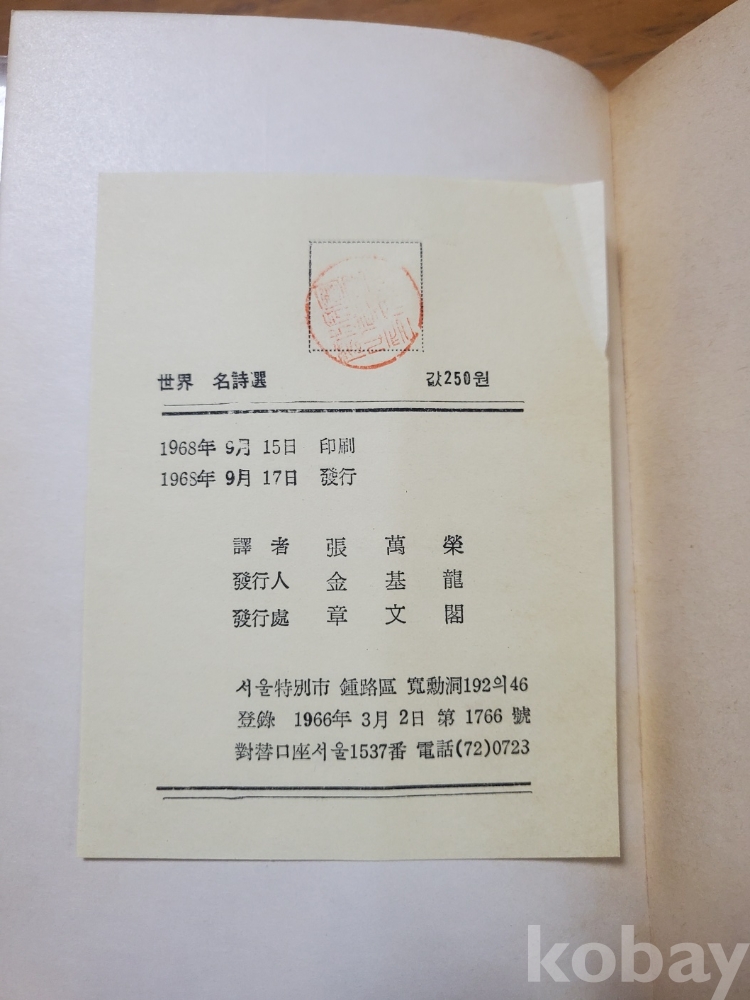 世界 名詩選 값250원
1968年 9月 15日 印刷
1968年 9月 17日 發行
譯者 張萬榮
發行人 金基龍
發行處 章文閣
서울特別市 鍾路區 寬勳洞192의46
登錄 1966年 3月 2日 第 1766 號
對替口座서울1537番 電話(72)0723
kobay